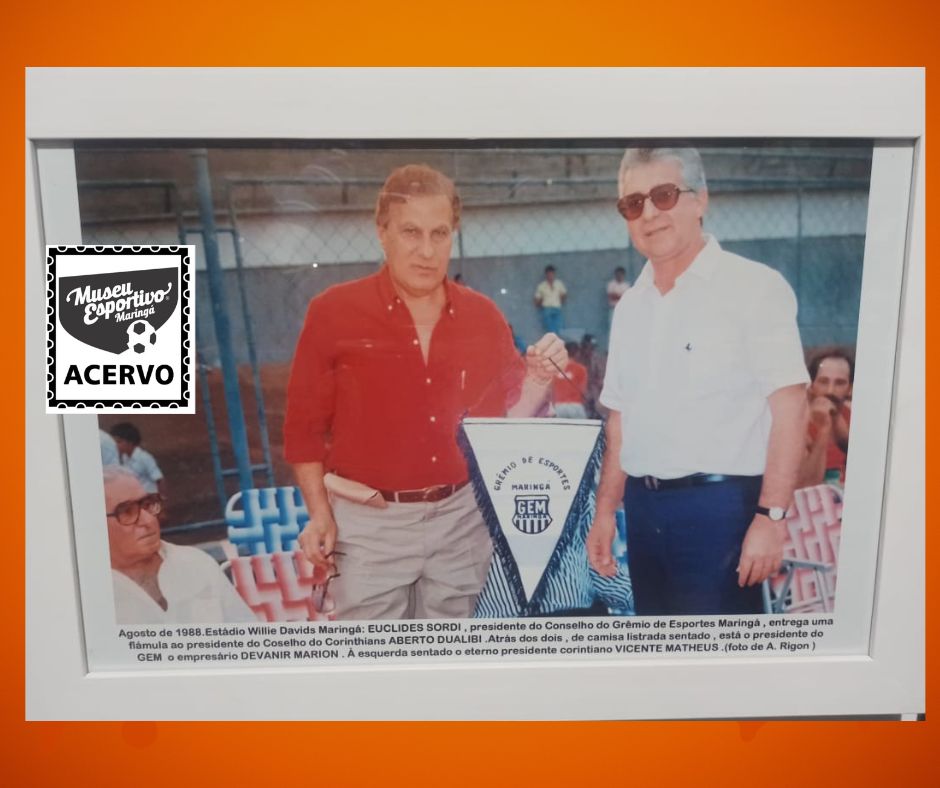 Museu
Esportivo
Maringá
ACERVO
GRÊMIO DE ESPORTES
MARINGÁ
GEM
MARINGÁ
Agosto de 1988.Estádio Willie Davids Maringá: EUCLIDES SORDI , presidente do Conselho do Grêmio de Esportes Maringá , entrega uma
flâmula ao presidente do Coselho do Corinthians ABERTO DUALIBI .Atrás dos dois , de camisa listrada sentado , está o presidente do
GEM o empresário DEVANIR MARION . À esquerda sentado o eterno presidente corintiano VICENTE MATHEUS .(foto de A. Rigon )